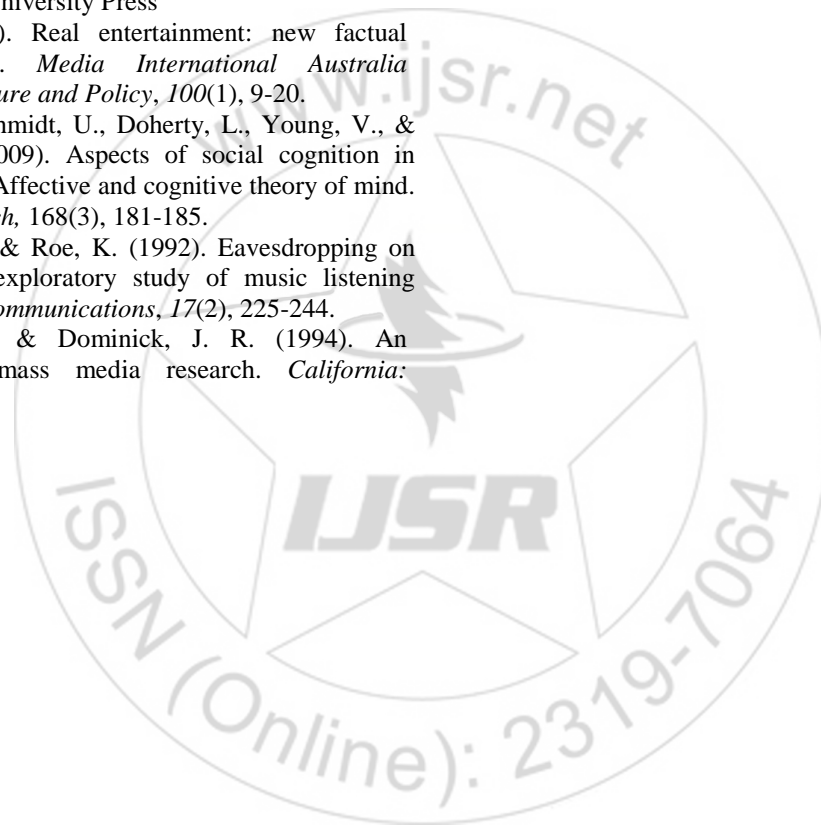 University Press
). Real entertainment: new factual
. Media International Australia
ure and Policy, 100(1), 9-20.
hmidt, U., Doherty, L., Young, V., &
009). Aspects of social cognition in
Affective and cognitive theory of mind.
ch, 168(3), 181-185.
& Roe, K. (1992). Eavesdropping on
exploratory study of music listening
ommunications, 17(2), 225-244.
& Dominick, J. R. (1994). An
mass media research. California:
www.ijsr.net
IJSR
ISSN (Online): 2319-7064